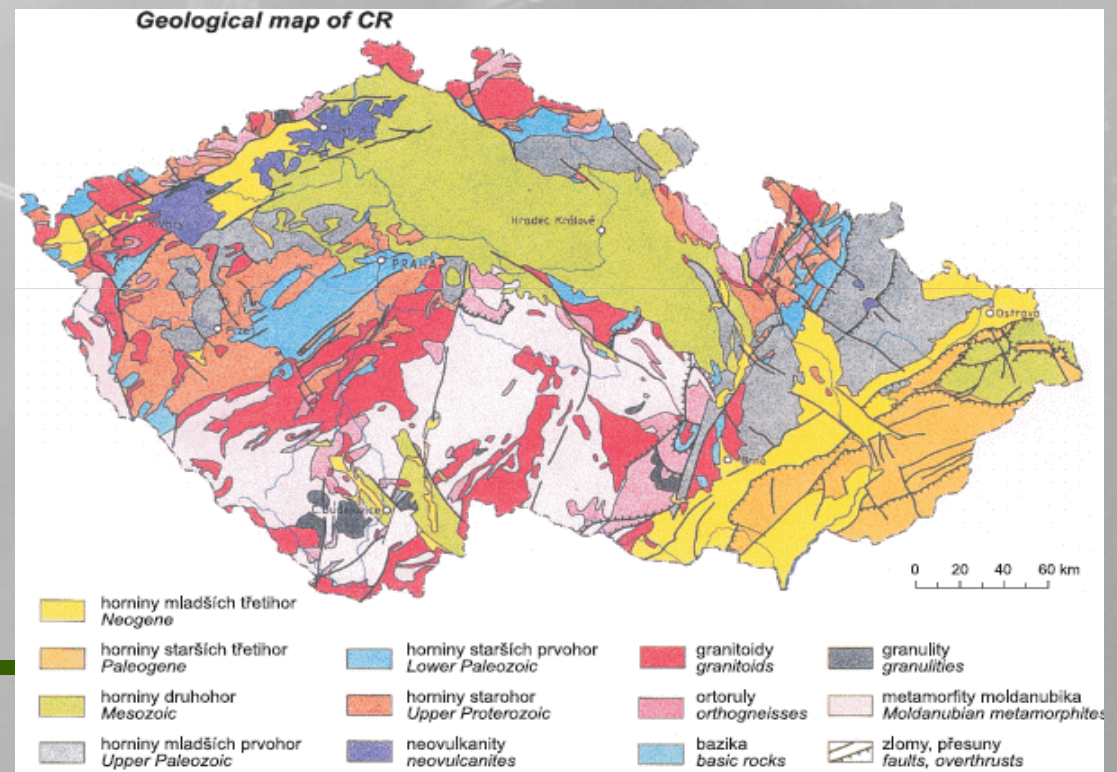 Geological map of CR
Hradec Králové
PRAHA
Ostrava
Brno
Budějovice
0 20 40 60 km
horniny mladších třetihor
Neogene
horniny starších třetihor
Paleogene
horniny druhohor
Mesozoic
horniny mladších prvohor
Upper Paleozoic
horniny starších prvohor
Lower Paleozoic
horniny starohor
Upper Proterozoic
neovulkanity
neovulcanites
granitoidy
granitoids
ortoruly
orthogneisses
bazika
basic rocks
granulity
granulities
metamorfity moldanubika
Moldanubian metamorphites
zlomy, přesuny
faults, overthrusts